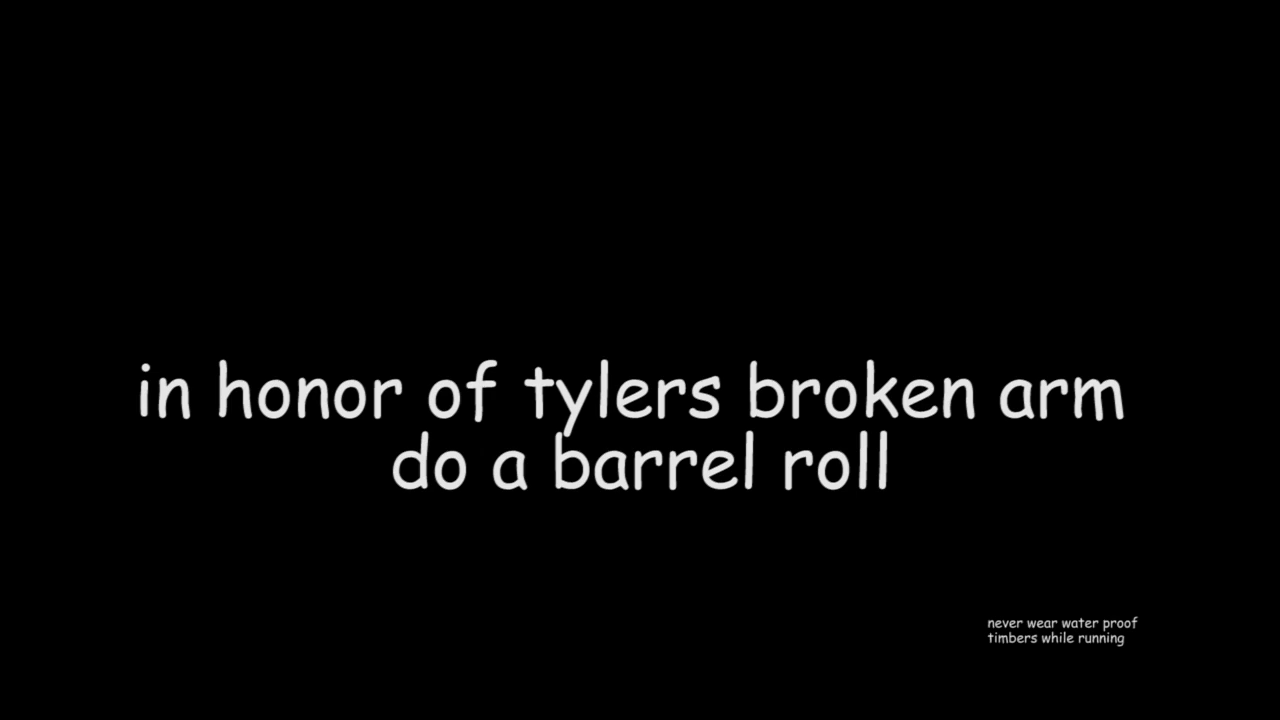 in honor of tylers broken arm
do a barrel roll
never wear water proof
timbers while running